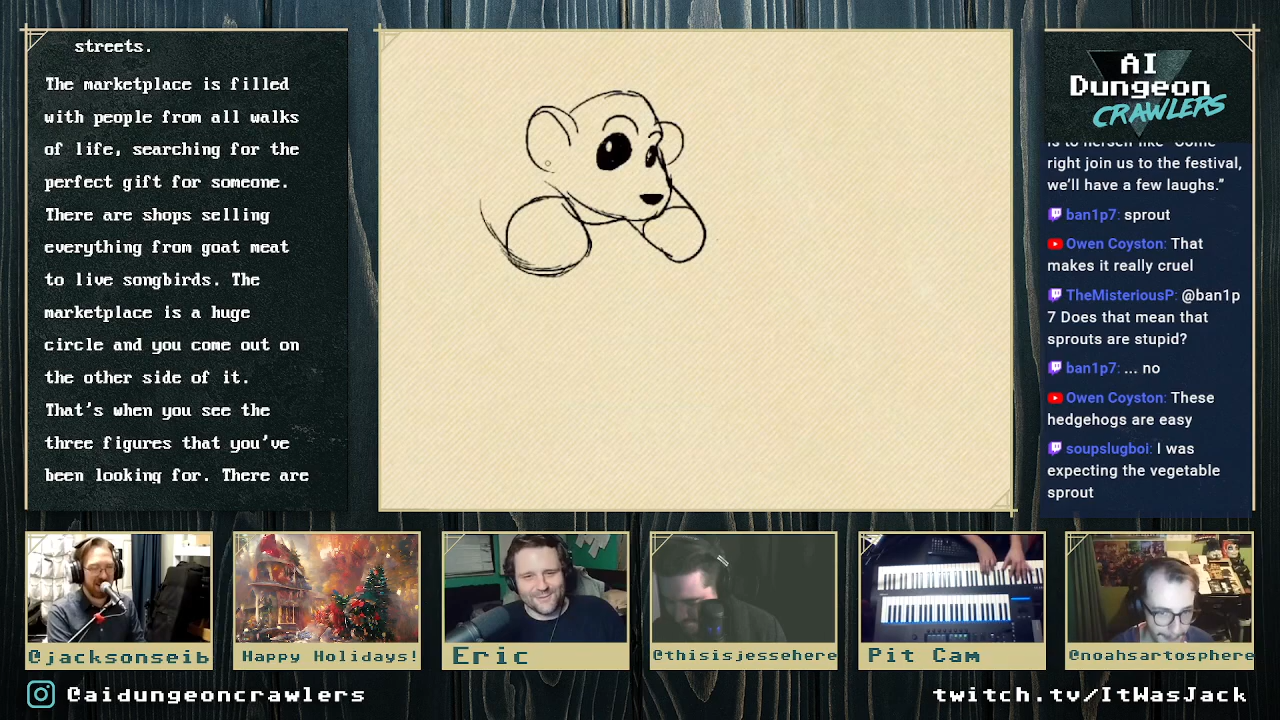 streets.
The marketplace is filled
with people from all walks
of life, searching for the
perfect gift for someone.
There are shops selling
everything from goat meat
to live songbirds. The
marketplace is a huge
circle and you come out on
the other side of it.
That's when you see the
three figures that you've
been looking for. There are
AI
Dungeon
CRAWLERS
is to herself like "Come
right join us to the festival,
we'll have a few laughs."
ban1p7: sprout
Owen Coyston: That
makes it really cruel
TheMisteriousP: @ban1p
7 Does that mean that
sprouts are stupid?
ban1p7: ... no
Owen Coyston: These
hedgehogs are easy
soupslugboi: I was
expecting the vegetable
sprout
@jacksonseib
Happy Holidays!
Eric
@thisisjessehere
Pit Cam
@noahsartosphere
@aidungeoncrawlers
twitch.tv/ItWasJack